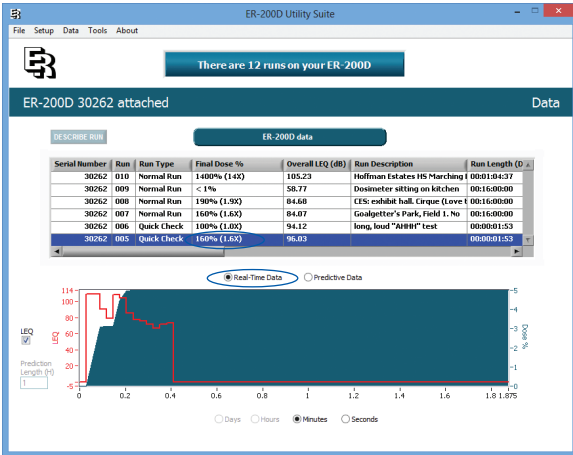 ER-200D Utility Suite
File Setup Data Tools About
ER
There are 12 runs on your ER-200D
ER-200D 30262 attached Data
DESCRIBE RUN ER-200D data
Serial Number Run Run Type Final Dose % Overall LEQ (dB) Run Description Run Length (D
30262 010 Normal Run 1400% (14X) 105.23 Hoffman Estates HS Marching 00:01:04:37
30262 009 Normal Run < 1% 58.77 Dosimeter sitting on kitchen 00:16:00:00
30262 008 Normal Run 190% (1.9X) 84.68 CES: exhibit hall. Cirque (Love 00:16:00:00
30262 007 Normal Run 160% (1.6X) 84.07 Goalgetter's Park, Field 1. No 00:16:00:00
30262 006 Quick Check 100% (1.0X) 94.12 long, loud "AHHH" test 00:00:01:53
30262 005 Quick Check 160% (1.6X) 96.03 00:00:01:53
Real-Time Data Predictive Data
114
100
80
60
40
20
-5
LEQ
5
4
3
2
1
0
Dose %
LEQ
Prediction
Length (H)
1
0 0.2 0.4 0.6 0.8 1 1.2 1.4 1.6 1.8 1.875
Days Hours Minutes Seconds